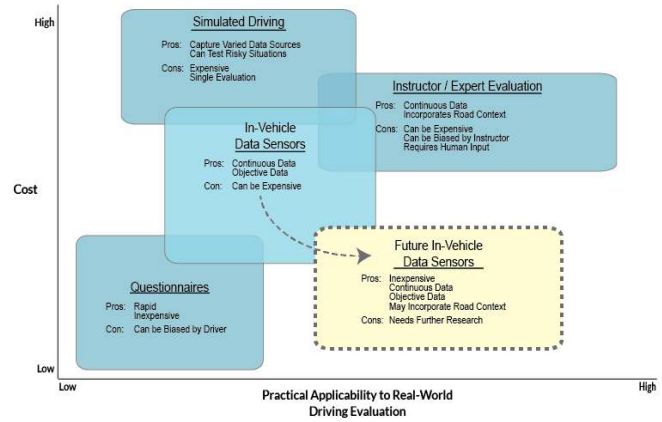 High
Simulated Driving
Pros: Capture Varied Data Sources
Can Test Risky Situations
Cons: Expensive
Single Evaluation
Instructor / Expert Evaluation
Pros: Continuous Data
Incorporates Road Context
Cons: Can be Expensive
Can be Biased by Instructor
Requires Human Input
In-Vehicle
Data Sensors
Pros: Continuous Data
Objective Data
Con: Can be Expensive
Cost
Future In-Vehicle
Data Sensors
Pros: Inexpensive
Continuous Data
Objective Data
May Incorporate Road Context
Cons: Needs Further Research
Questionnaires
Pros: Rapid
Inexpensive
Con: Can be Biased by Driver
Low
Low
High
Practical Applicability to Real-World
Driving Evaluation